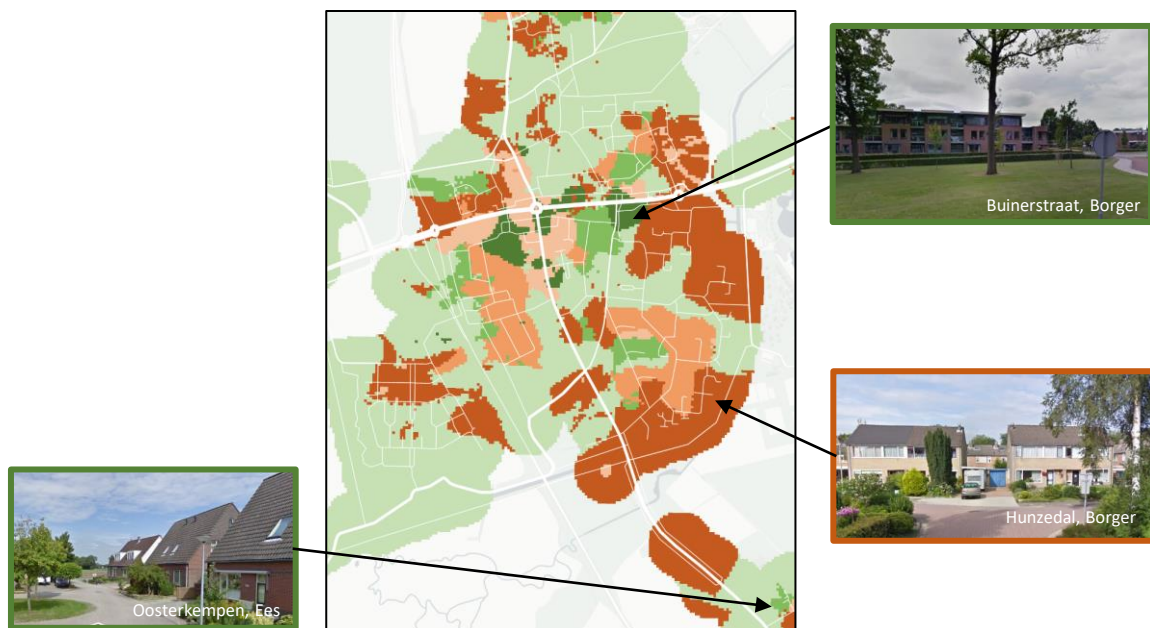 Buinerstraat, Borger
Hunzedal, Borger
Oosterkempen, Ees